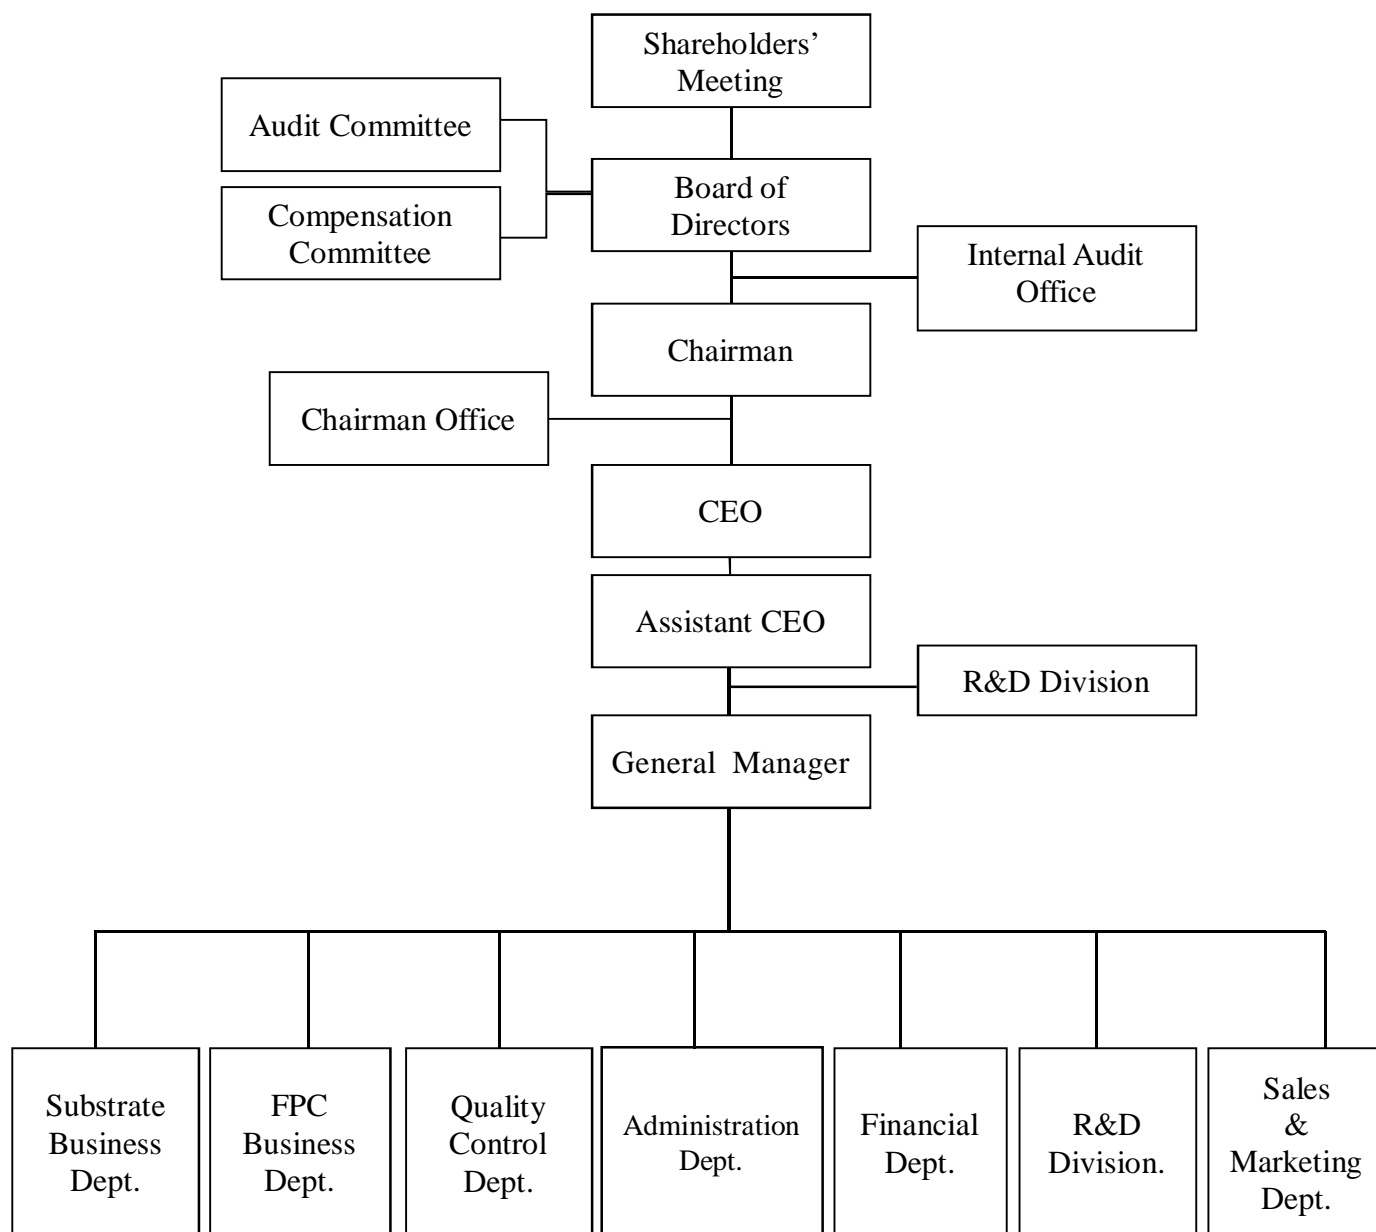 Shareholders’
Meeting
Audit Committee
Board of
Directors
Compensation
Committee
Internal Audit
Office
Chairman
Chairman Office
CEO
Assistant CEO
R&D Division
General  Manager
Substrate
Business
Dept.
FPC
Business
Dept.
Quality
Control
Dept.
Administration
Dept.
Financial
Dept.
R&D
Division.
Sales
&
Marketing
Dept.